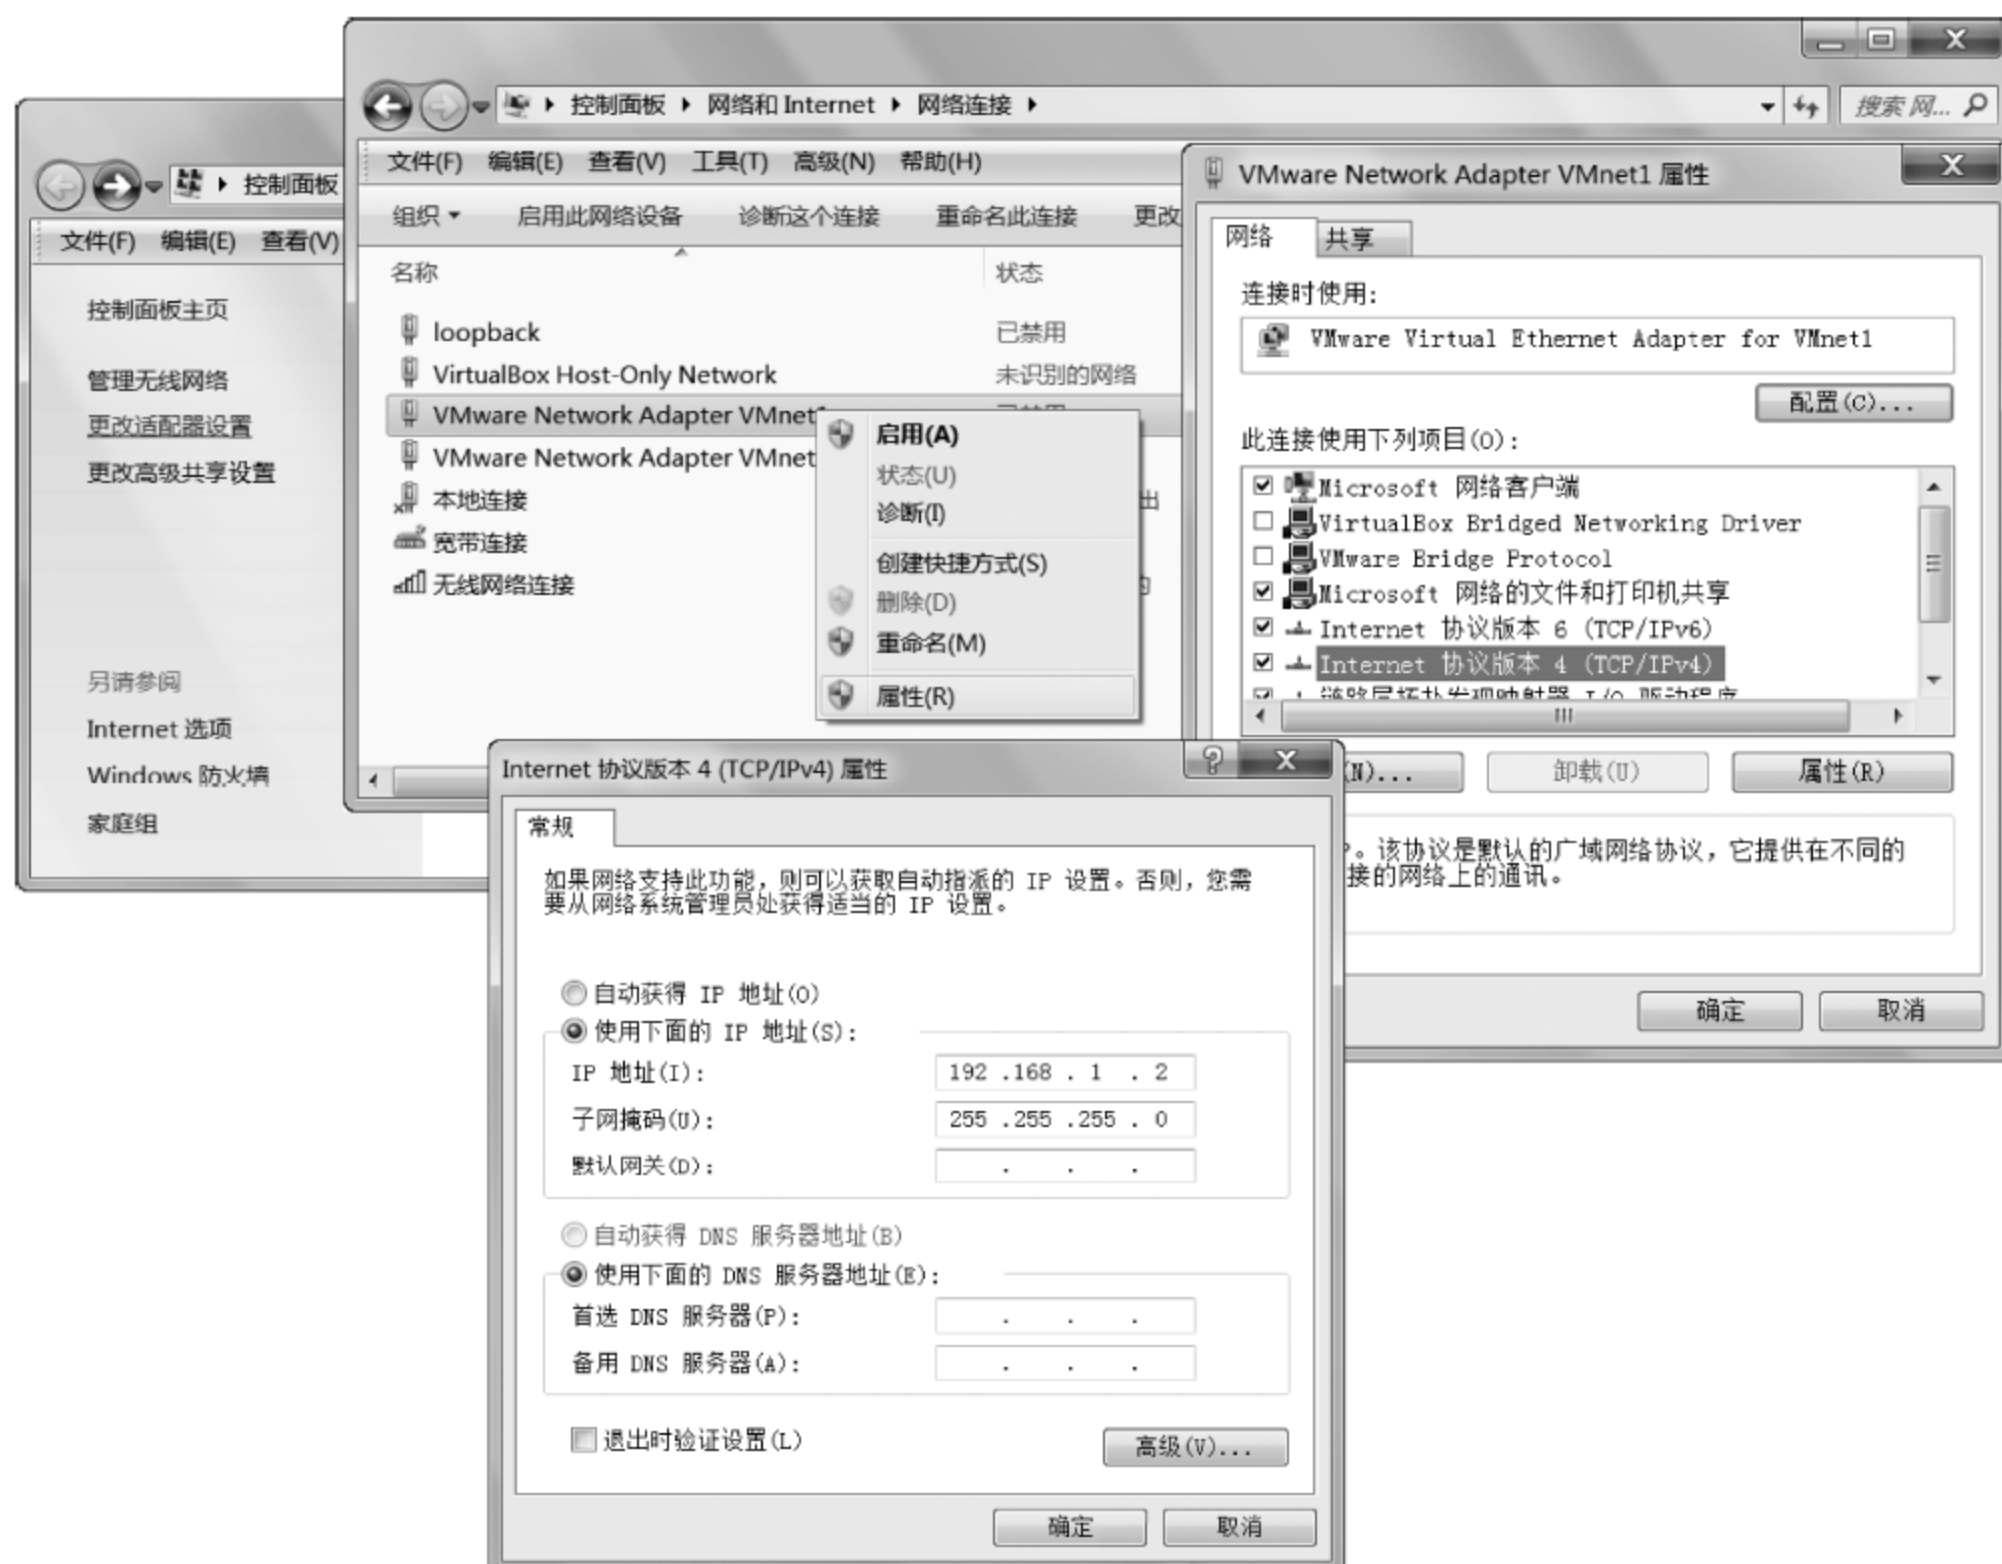 控制面板
文件(F) 编辑(E) 查看(V)
控制面板主页
管理无线网络
更改适配器设置
更改高级共享设置
另请参阅
Internet 选项
Windows 防火墙
家庭组
控制面板 网络和 Internet 网络连接
搜索 网...
文件(F) 编辑(E) 查看(V) 工具(T) 高级(N) 帮助(H)
组织 启用此网络设备 诊断这个连接 重命名此连接 更改
名称 状态
loopback 已禁用
VirtualBox Host-Only Network 未识别的网络
VMware Network Adapter VMnet1
VMware Network Adapter VMnet
本地连接 出
宽带连接
无线网络连接
启用(A)
状态(U)
诊断(I)
创建快捷方式(S)
删除(D)
重命名(M)
属性(R)
VMware Network Adapter VMnet1 属性
网络 共享
连接时使用:
VMware Virtual Ethernet Adapter for VMnet1
配置(C)...
此连接使用下列项目(O):
Microsoft 网络客户端
VirtualBox Bridged Networking Driver
VMware Bridge Protocol
Microsoft 网络的文件和打印机共享
Internet 协议版本 6 (TCP/IPv6)
Internet 协议版本 4 (TCP/IPv4)
链路层拓扑发现映射器 I/O 驱动程序
(N)... 卸载(U) 属性(R)
。该协议是默认的广域网络协议，它提供在不同的
接的网络上的通讯。
确定 取消
Internet 协议版本 4 (TCP/IPv4) 属性
常规
如果网络支持此功能，则可以获取自动指派的 IP 设置。否则，您需
要从网络系统管理员处获得适当的 IP 设置。
自动获得 IP 地址(O)
使用下面的 IP 地址(S):
IP 地址(I): 192 .168 . 1 . 2
子网掩码(U): 255 .255 .255 . 0
默认网关(D): . . .
自动获得 DNS 服务器地址(B)
使用下面的 DNS 服务器地址(E):
首选 DNS 服务器(P): . . .
备用 DNS 服务器(A): . . .
退出时验证设置(L)
高级(V)...
确定 取消